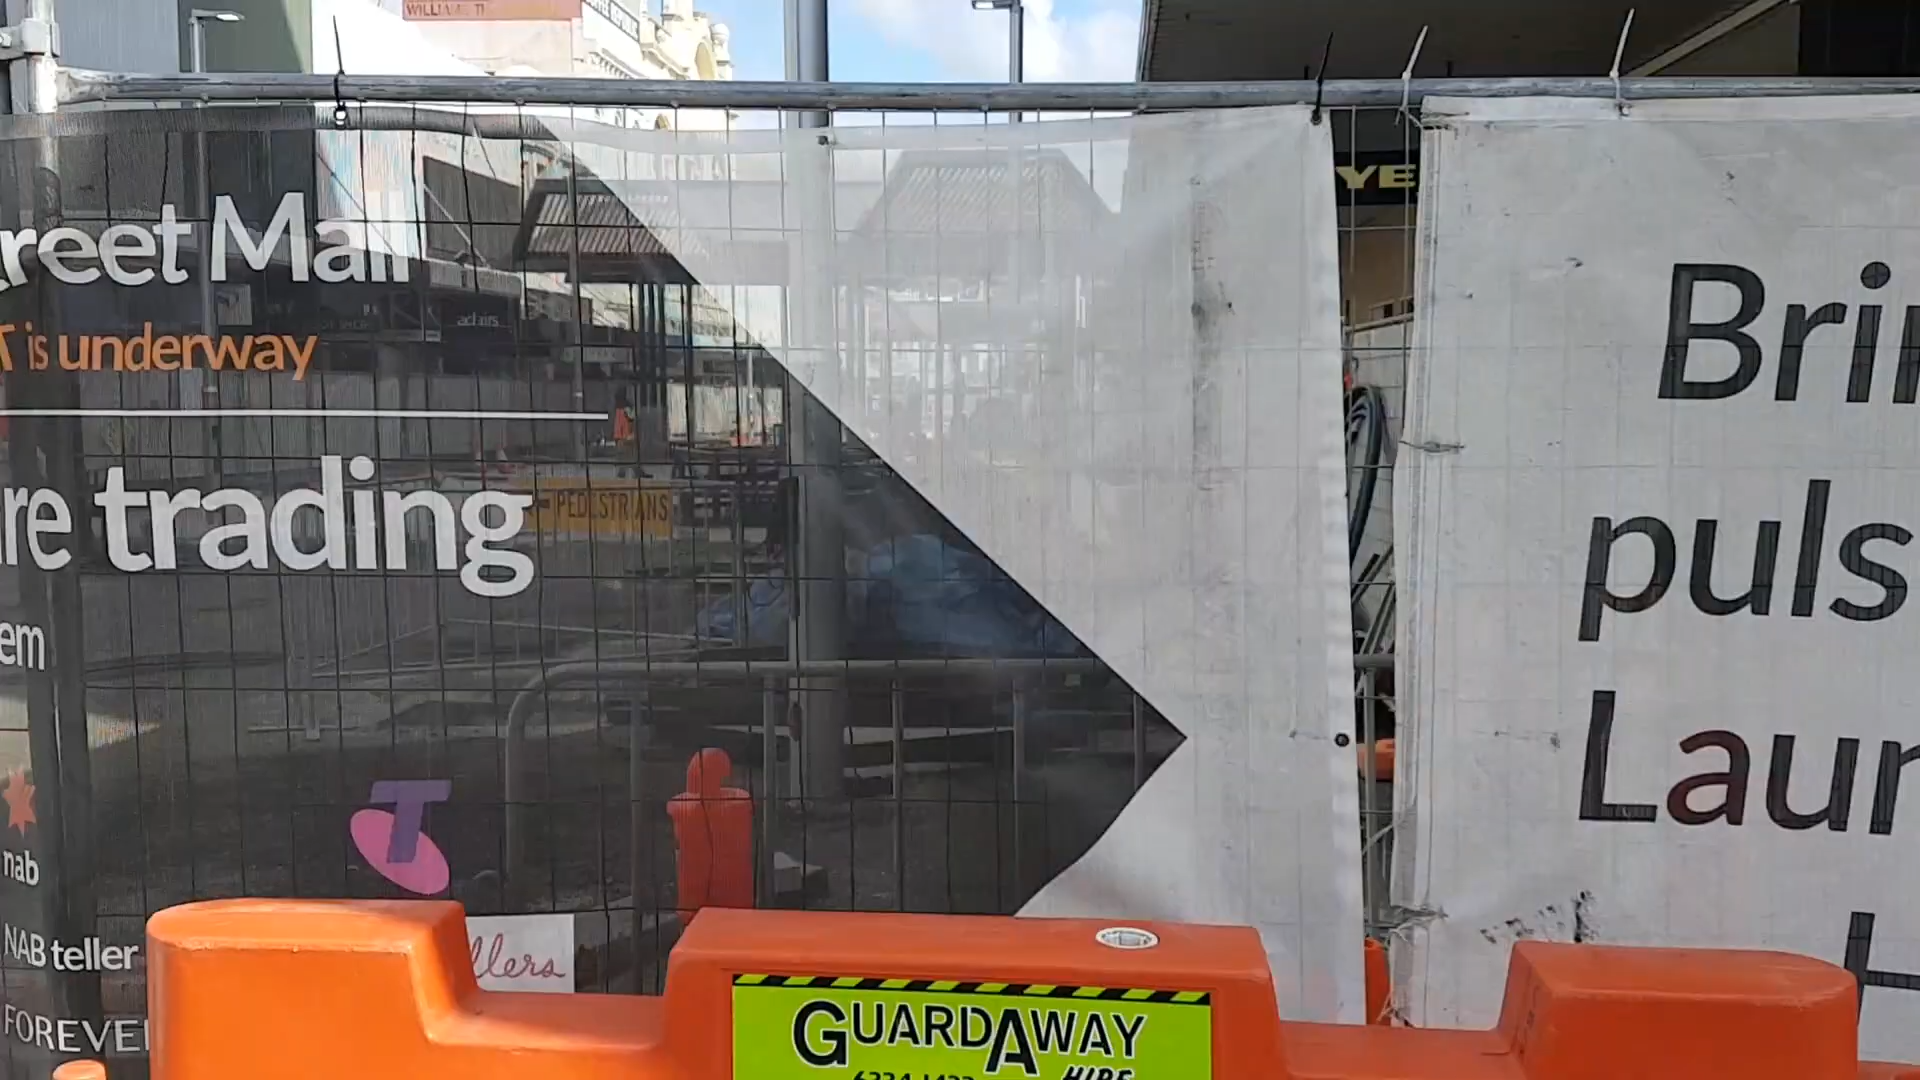 WILLIAMS T
reet Mall
T is underway
adairs
re trading
PEDESTRIANS
em
nab
NAB teller
llers
FOREVE
YE
Bri
puls
Laun
H
GUARDAWAY
HIRE